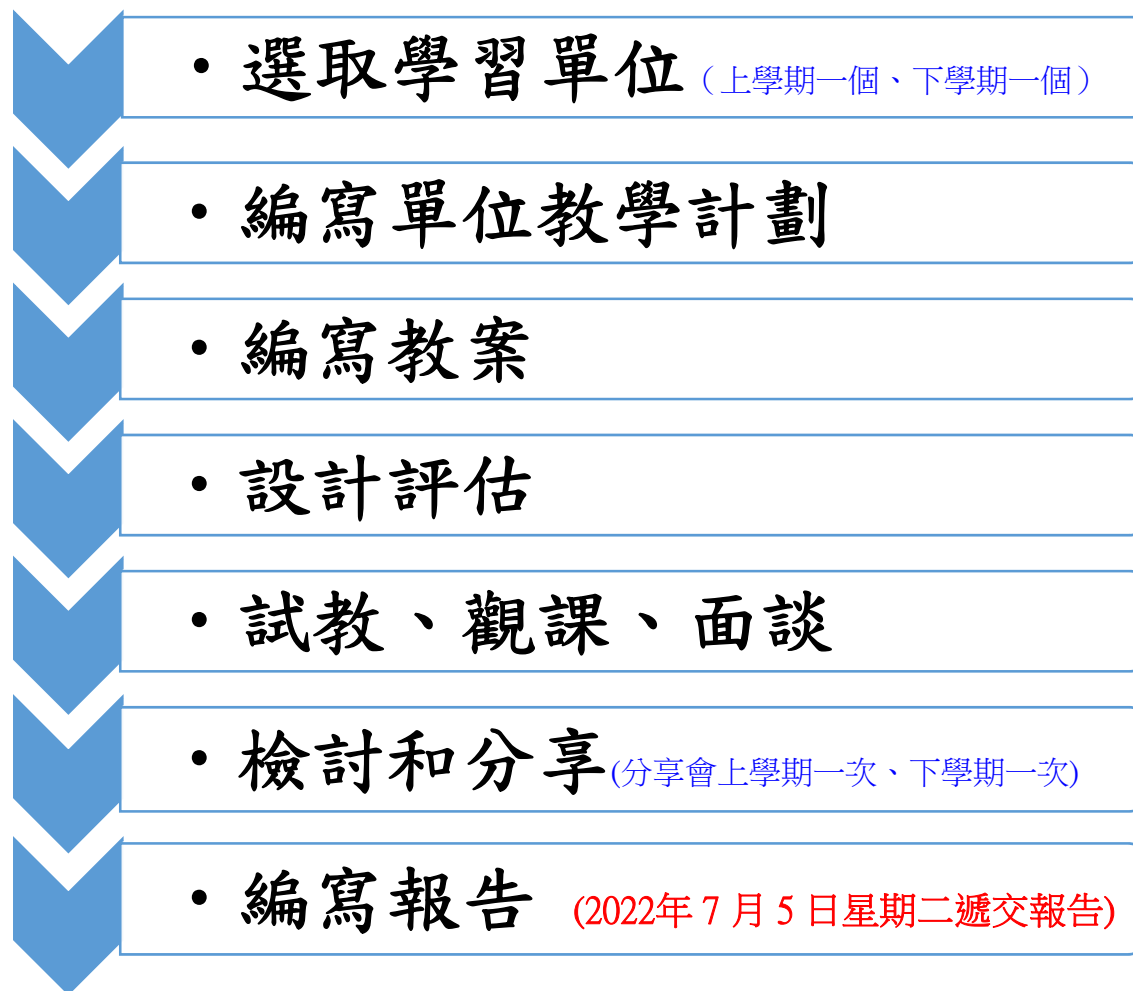 • 選取學習單位（上學期一個、下學期一個）
• 編寫單位教學計劃
• 編寫教案
• 設計評估
• 試教、觀課、面談
• 檢討和分享(分享會上學期一次、下學期一次)
• 編寫報告 (2022年 7 月 5 日星期二遞交報告)